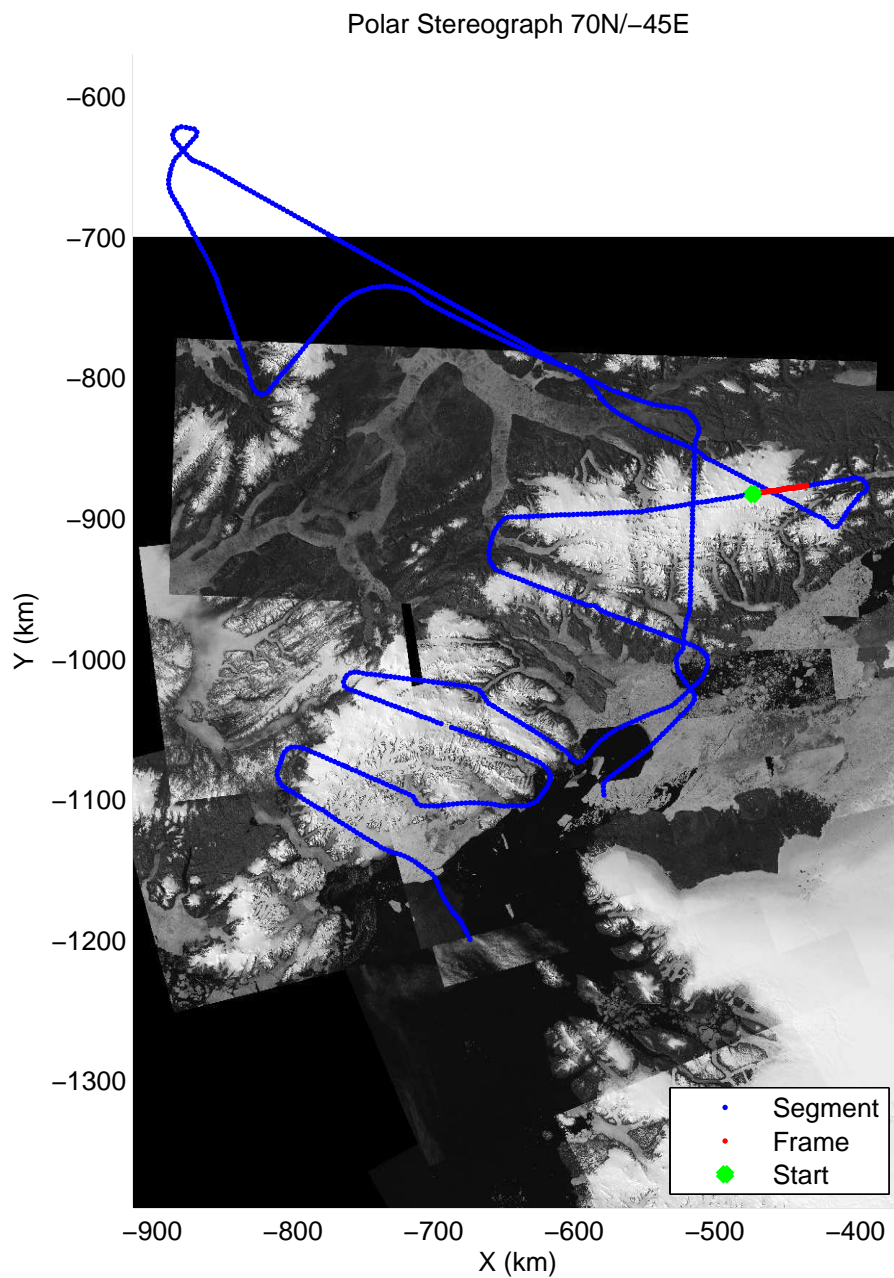 Polar Stereograph 70N/−45E
−600
−700
−800
−900
−1000
−1100
−1200
−1300
Y (km)
−900 −800 −700 −600 −500 −400
X (km)
Segment
Frame
Start